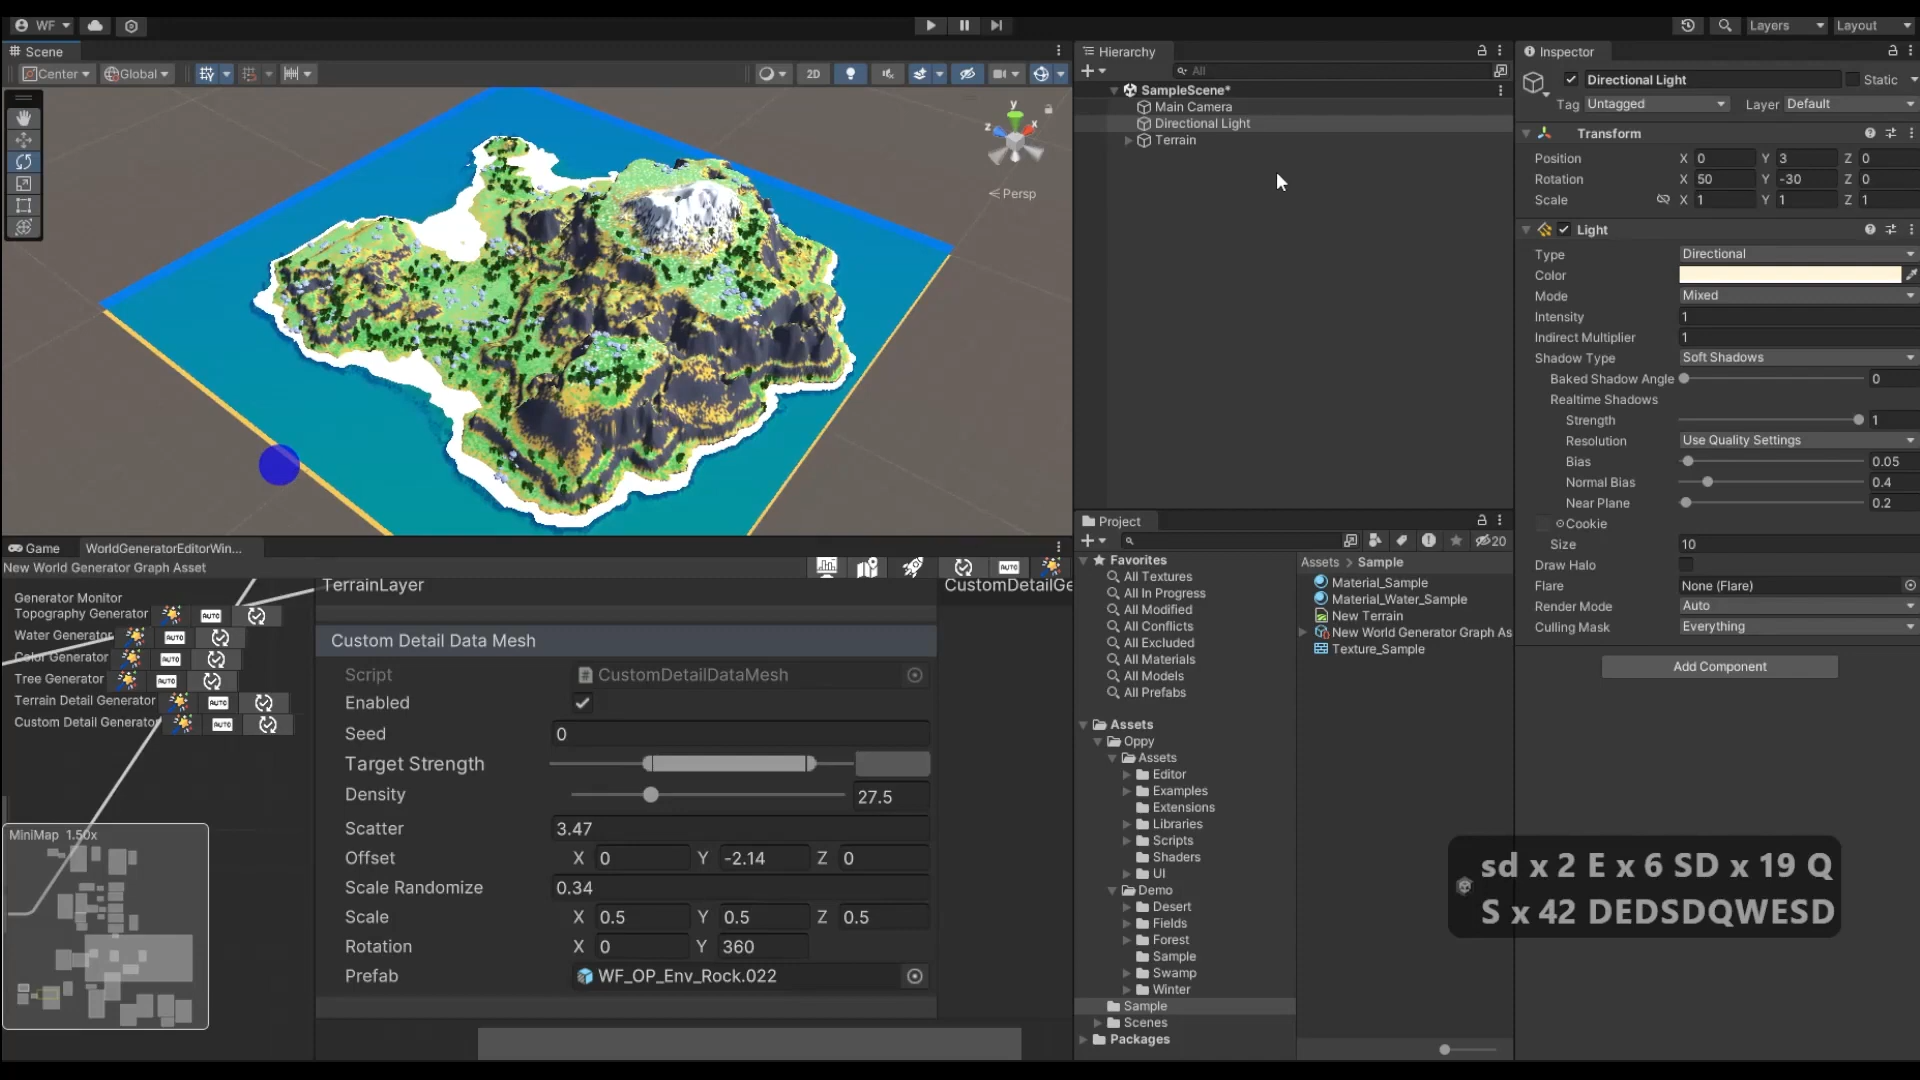 WF
Layers
Layout
Scene
Center
Global
2D
y
z
x
Persp
Hierarchy
All
SampleScene*
Main Camera
Directional Light
Terrain
Inspector
Directional Light
Static
Tag
Untagged
Layer
Default
Transform
Position X 0 Y 3 Z 0
Rotation X 50 Y -30 Z 0
Scale X 1 Y 1 Z 1
Light
Type Directional
Color
Mode Mixed
Intensity 1
Indirect Multiplier 1
Shadow Type Soft Shadows
Baked Shadow Angle 0
Realtime Shadows
Strength 1
Resolution Use Quality Settings
Bias 0.05
Normal Bias 0.4
Near Plane 0.2
Cookie
Size 10
Draw Halo
Flare None (Flare)
Render Mode Auto
Culling Mask Everything
Add Component
Game
WorldGeneratorEditorWin...
New World Generator Graph Asset
AUTO
Generator Monitor
Topography Generator AUTO
Water Generator AUTO
Color Generator AUTO
Tree Generator AUTO
Terrain Detail Generator AUTO
Custom Detail Generator AUTO
MiniMap 1.50x
TerrainLayer
CustomDetailGe
Custom Detail Data Mesh
Script CustomDetailDataMesh
Enabled
Seed 0
Target Strength
Density 27.5
Scatter 3.47
Offset X 0 Y -2.14 Z 0
Scale Randomize 0.34
Scale X 0.5 Y 0.5 Z 0.5
Rotation X 0 Y 360
Prefab WF_OP_Env_Rock.022
Project
20
Favorites
All Textures
All In Progress
All Modified
All Conflicts
All Excluded
All Materials
All Models
All Prefabs
Assets
Oppy
Assets
Editor
Examples
Extensions
Libraries
Scripts
Shaders
UI
Demo
Desert
Fields
Forest
Sample
Swamp
Winter
Sample
Scenes
Packages
Assets > Sample
Material_Sample
Material_Water_Sample
New Terrain
New World Generator Graph As
Texture_Sample
sd x 2 E x 6 SD x 19 Q
S x 42 DEDSDQWESD